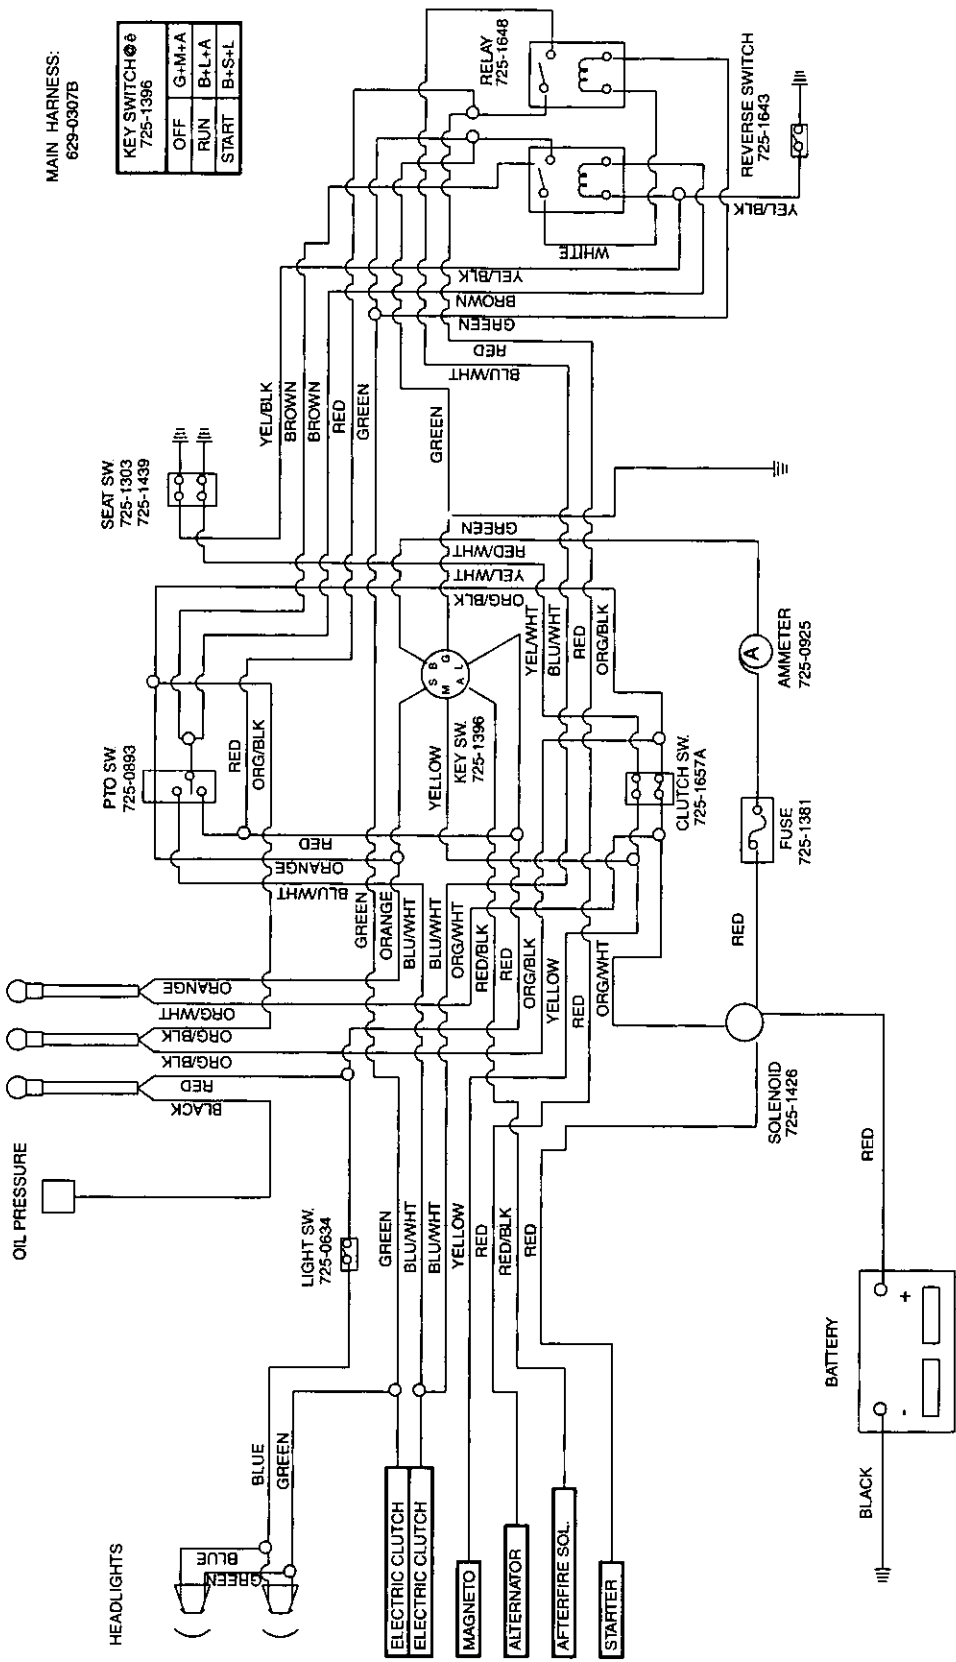 MAIN HARNESS:
629-0307B
KEY SWITCH@é
725-1396
OFF G+M+A
RUN B+L+A
START B+S+L
RELAY
725-1648
REVERSE SWITCH
725-1643
YEL/BLK
WHITE
YEL/BLK
BROWN
GREEN
RED
BLU/WHT
SEAT SW.
725-1303
725-1439
YEL/BLK
BROWN
BROWN
RED
GREEN
GREEN
GREEN
RED/WHT
YEL/WHT
ORG/BLK
YEL/WHT
BLU/WHT
RED
ORG/BLK
PTO SW.
725-0893
RED
ORG/BLK
S B G M A L
YELLOW
KEY SW.
725-1396
AMMETER
725-0925
A
CLUTCH SW.
725-1657A
FUSE
725-1381
RED
ORANGE
BLU/WHT
GREEN
ORANGE
BLU/WHT
BLU/WHT
ORG/WHT
RED/BLK
RED
ORG/BLK
YELLOW
RED
ORG/WHT
RED
ORANGE
ORG/WHT
ORG/BLK
ORG/BLK
RED
BLACK
OIL PRESSURE
SOLENOID
725-1426
RED
LIGHT SW.
725-0634
GREEN
BLU/WHT
BLU/WHT
YELLOW
RED
RED/BLK
RED
BATTERY
+
-
BLACK
HEADLIGHTS
BLUE
GREEN
BLUE
GREEN
ELECTRIC CLUTCH
ELECTRIC CLUTCH
MAGNETO
ALTERNATOR
AFTERFIRE SOL.
STARTER